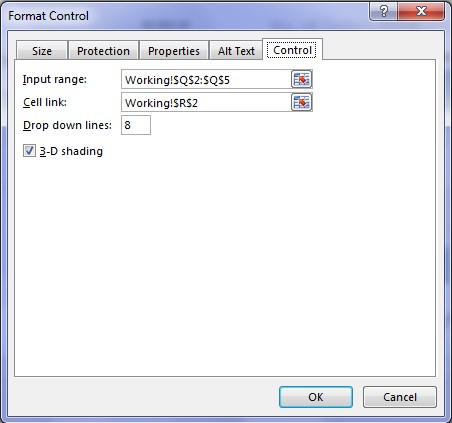 Format Control
Size Protection Properties Alt Text Control
Input range: Working!$Q$2:$Q$5
Cell link: Working!$R$2
Drop down lines: 8
3-D shading
OK Cancel